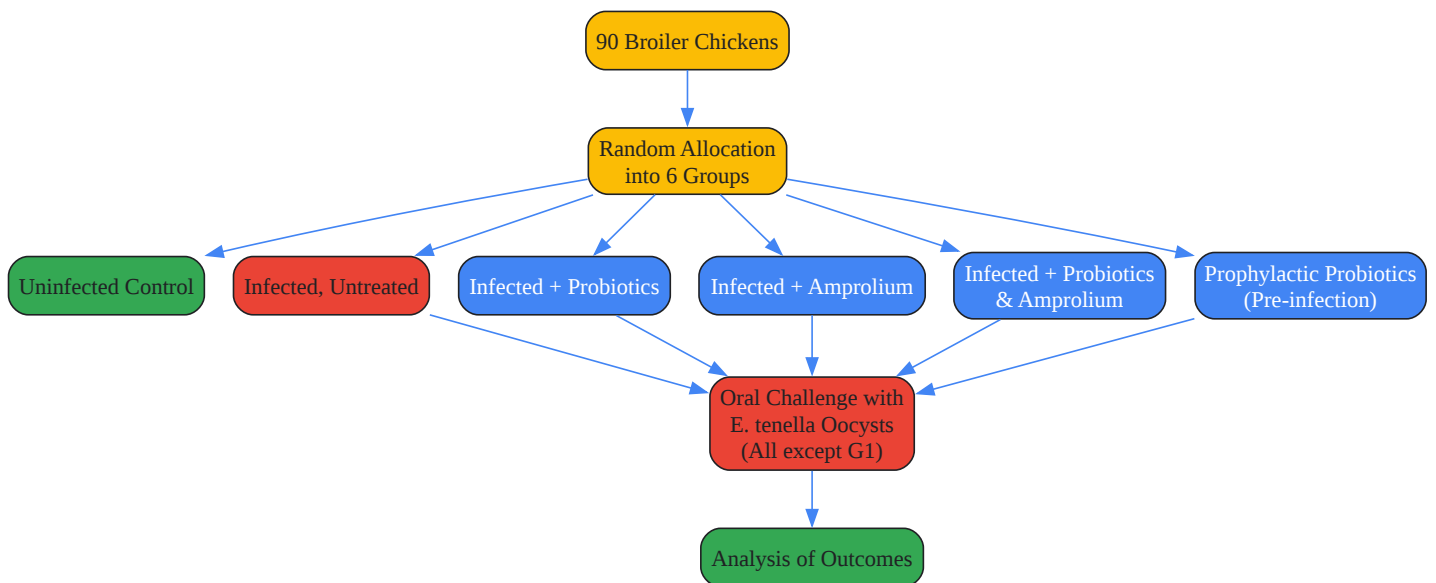 90 Broiler Chickens
Random Allocation
into 6 Groups
Uninfected Control
Infected, Untreated
Infected + Probiotics
Infected + Amprolium
Infected + Probiotics
& Amprolium
Prophylactic Probiotics
(Pre-infection)
Oral Challenge with
E. tenella Oocysts
(All except G1)
Analysis of Outcomes